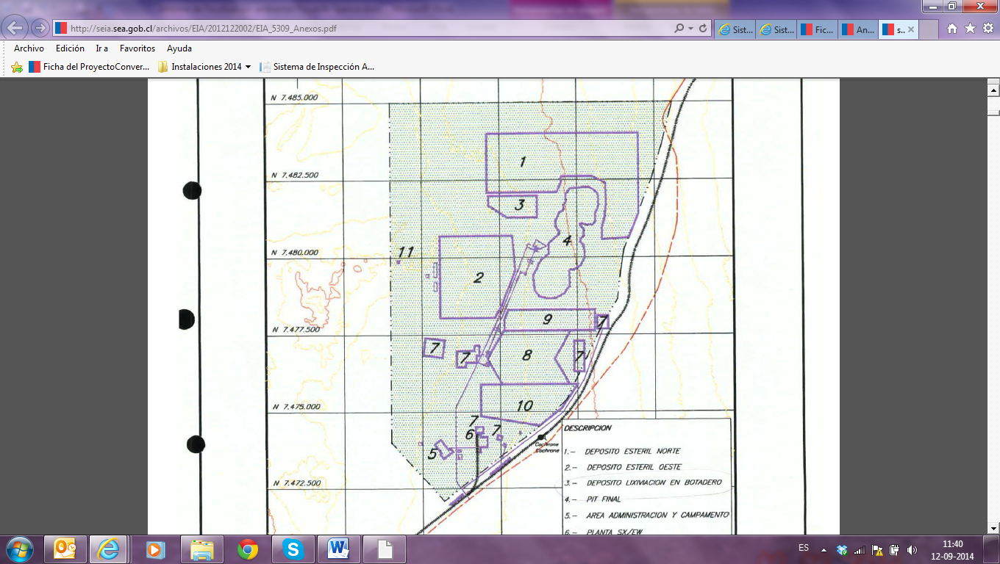 http://seia.sea.gob.cl/archivos/EIA/2012122002/EIA_5309_Anexos.pdf
Sist...
Sist...
Fic...
An...
s...
Archivo Edición Ir a Favoritos Ayuda
Ficha del ProyectoConver...
Instalaciones 2014
Sistema de Inspección A...
N 7.485.000
1
N 7.482.500
3
4
N 7.480.000
11
2
9
7
N 7.477.500
7
7
8
7
10
N 7.475.000
7
6
7
5
Cochrane
Cochrane
N 7.472.500
DESCRIPCION
1.- DEPOSITO ESTERIL NORTE
2.- DEPOSITO ESTERIL OESTE
3.- DEPOSITO LIXIVIACION EN BOTADERO
4.- PIT FINAL
5.- AREA ADMINISTRACION Y CAMPAMENTO
6.- PLANTA SX/EW
ES
11:40
12-09-2014